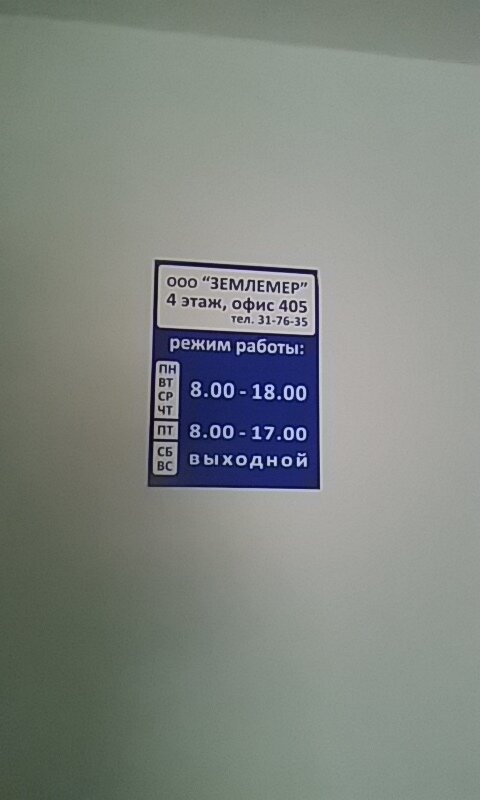 ООО "ЗЕМЛЕМЕР"
4 этаж, офис 405
тел. 31-76-35
режим работы:
ПН
ВТ
СР
ЧТ
8.00 - 18.00
ПТ
8.00 - 17.00
СБ
ВС
выходной